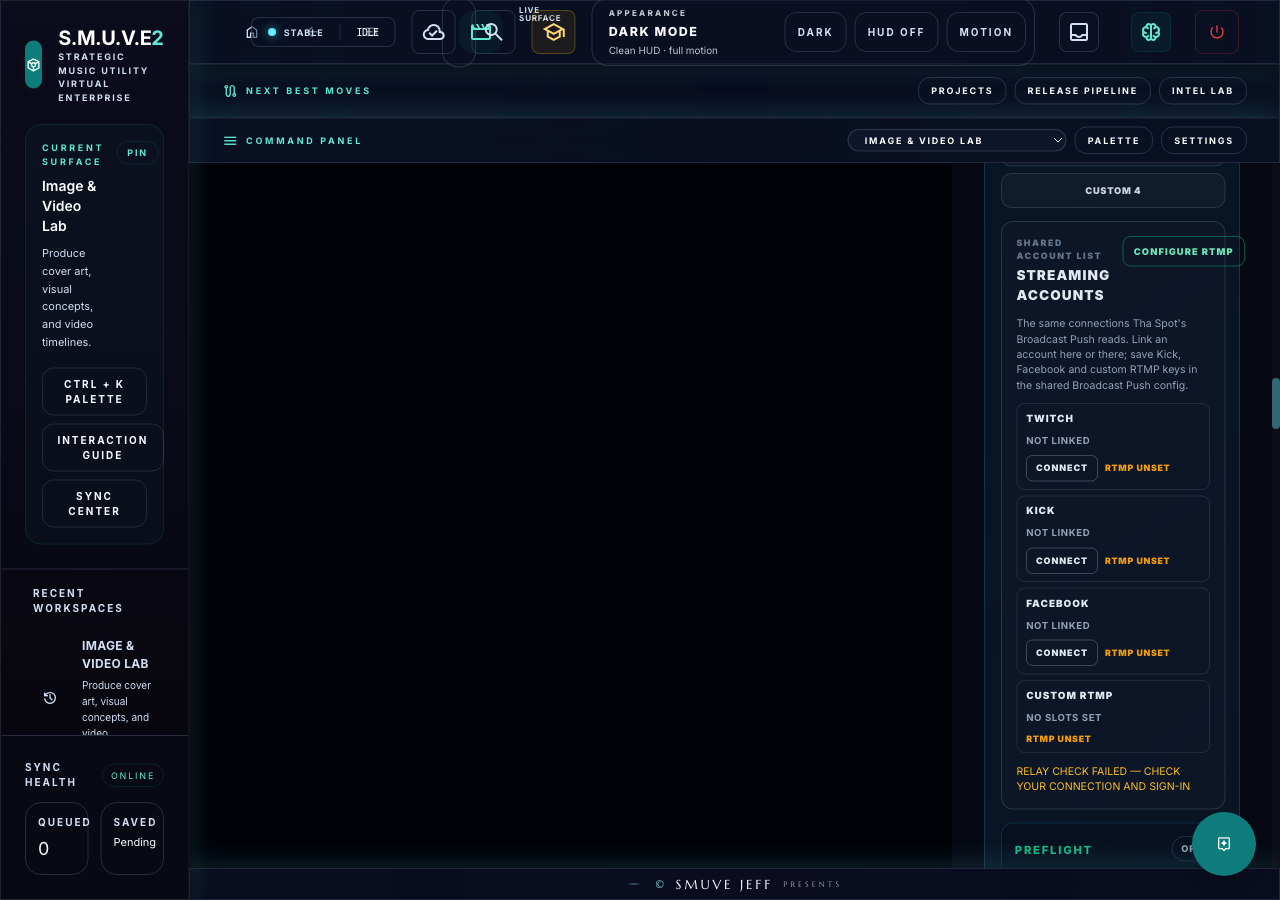 S.M.U.V.E2
STRATEGIC
MUSIC UTILITY
VIRTUAL
ENTERPRISE
CURRENT
SURFACE
PIN
Image &
Video
Lab
Produce
cover art,
visual
concepts,
and video
timelines.
CTRL + K
PALETTE
INTERACTION
GUIDE
SYNC
CENTER
RECENT
WORKSPACES
IMAGE &
VIDEO LAB
Produce cover
art, visual
concepts, and
video
SYNC
HEALTH
ONLINE
QUEUED
0
SAVED
Pending
STABLE
LIVE
SURFACE
APPEARANCE
DARK MODE
Clean HUD · full motion
DARK
HUD OFF
MOTION
NEXT BEST MOVES
PROJECTS
RELEASE PIPELINE
INTEL LAB
COMMAND PANEL
IMAGE & VIDEO LAB
PALETTE
SETTINGS
CUSTOM 4
SHARED
ACCOUNT LIST
CONFIGURE RTMP
STREAMING
ACCOUNTS
The same connections Tha Spot's
Broadcast Push reads. Link an
account here or there; save Kick,
Facebook and custom RTMP keys in
the shared Broadcast Push config.
TWITCH
NOT LINKED
CONNECT RTMP UNSET
KICK
NOT LINKED
CONNECT RTMP UNSET
FACEBOOK
NOT LINKED
CONNECT RTMP UNSET
CUSTOM RTMP
NO SLOTS SET
RTMP UNSET
RELAY CHECK FAILED — CHECK
YOUR CONNECTION AND SIGN-IN
PREFLIGHT
— © SMUVE JEFF PRESENTS